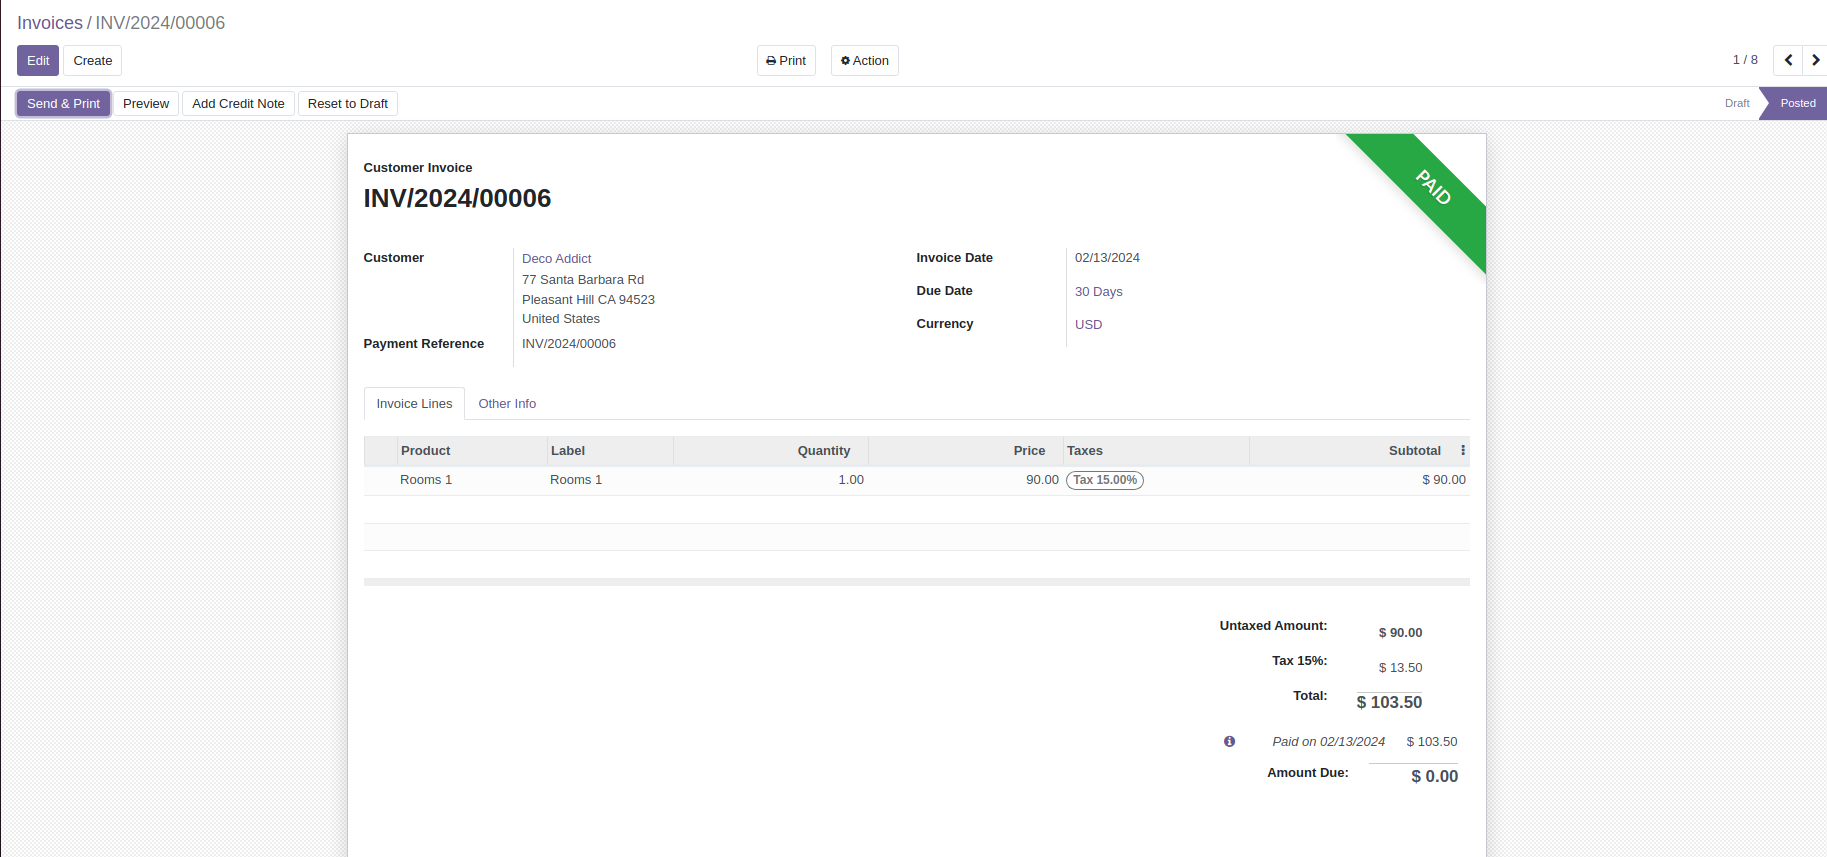 Invoices / INV/2024/00006
Edit Create Print Action 1 / 8
Send & Print Preview Add Credit Note Reset to Draft Draft Posted
PAID
Customer Invoice
INV/2024/00006
Customer Deco Addict
77 Santa Barbara Rd
Pleasant Hill CA 94523
United States
Payment Reference INV/2024/00006
Invoice Date 02/13/2024
Due Date 30 Days
Currency USD
Invoice Lines Other Info
Product Label Quantity Price Taxes Subtotal
Rooms 1 Rooms 1 1.00 90.00 Tax 15.00% $ 90.00
Untaxed Amount: $ 90.00
Tax 15%: $ 13.50
Total: $ 103.50
Paid on 02/13/2024 $ 103.50
Amount Due: $ 0.00